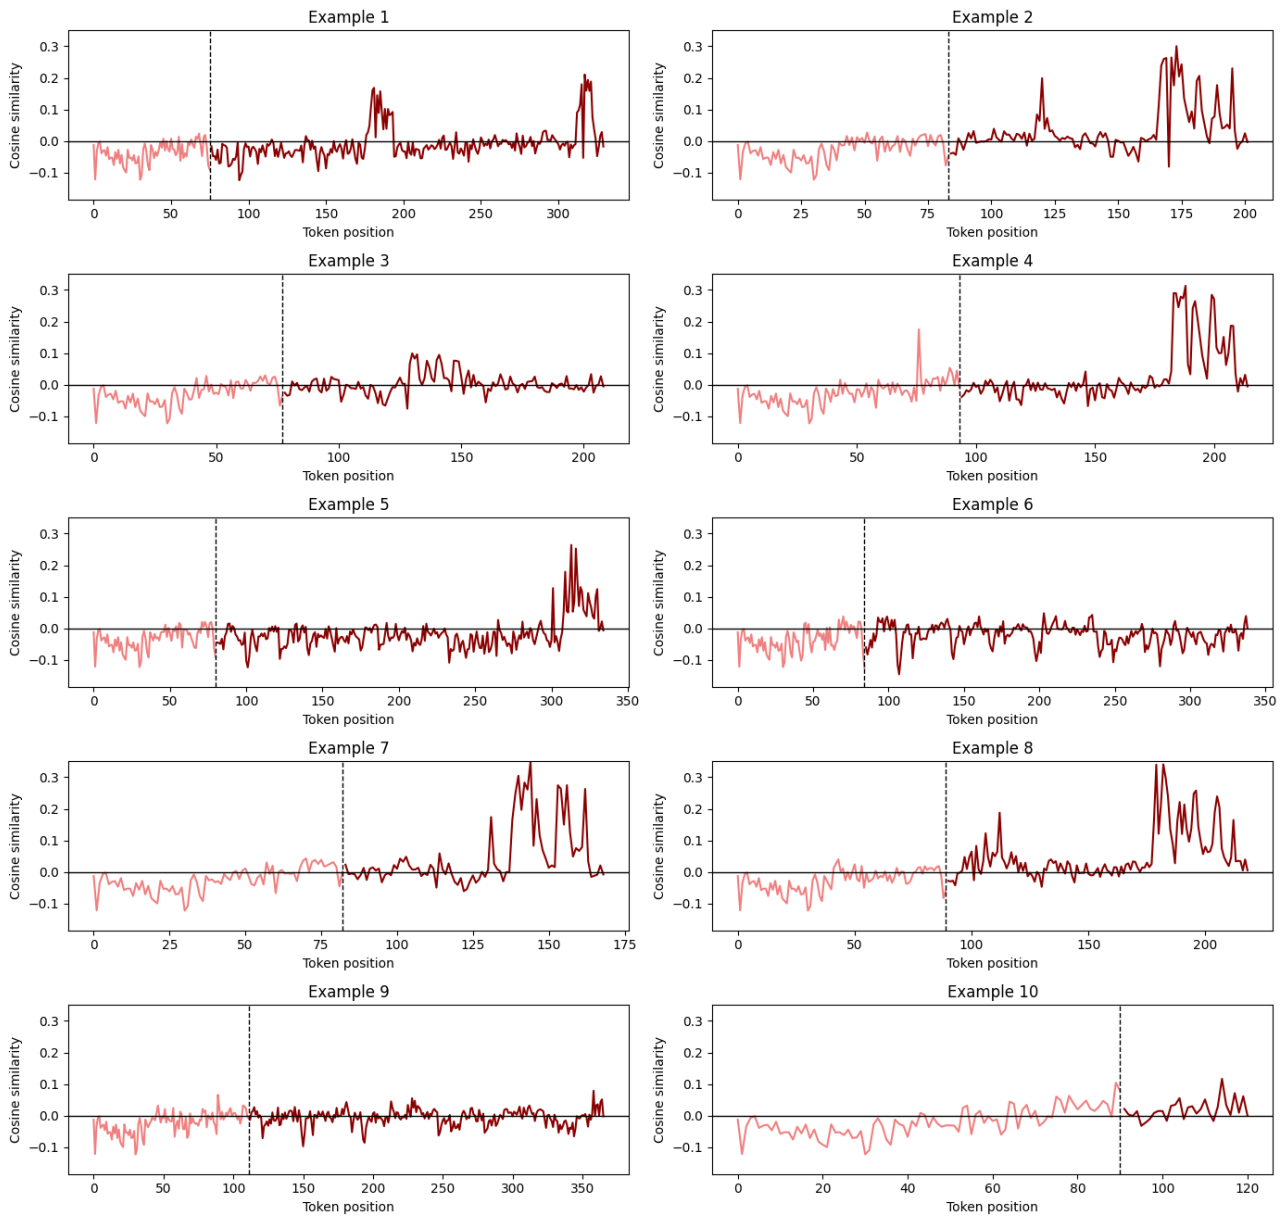 Example 1
Cosine similarity
0.3
0.2
0.1
0.0
−0.1
0 50 100 150 200 250 300
Token position
Example 2
Cosine similarity
0.3
0.2
0.1
0.0
−0.1
0 25 50 75 100 125 150 175 200
Token position
Example 3
Cosine similarity
0.3
0.2
0.1
0.0
−0.1
0 50 100 150 200
Token position
Example 4
Cosine similarity
0.3
0.2
0.1
0.0
−0.1
0 50 100 150 200
Token position
Example 5
Cosine similarity
0.3
0.2
0.1
0.0
−0.1
0 50 100 150 200 250 300 350
Token position
Example 6
Cosine similarity
0.3
0.2
0.1
0.0
−0.1
0 50 100 150 200 250 300 350
Token position
Example 7
Cosine similarity
0.3
0.2
0.1
0.0
−0.1
0 25 50 75 100 125 150 175
Token position
Example 8
Cosine similarity
0.3
0.2
0.1
0.0
−0.1
0 50 100 150 200
Token position
Example 9
Cosine similarity
0.3
0.2
0.1
0.0
−0.1
0 50 100 150 200 250 300 350
Token position
Example 10
Cosine similarity
0.3
0.2
0.1
0.0
−0.1
0 20 40 60 80 100 120
Token position